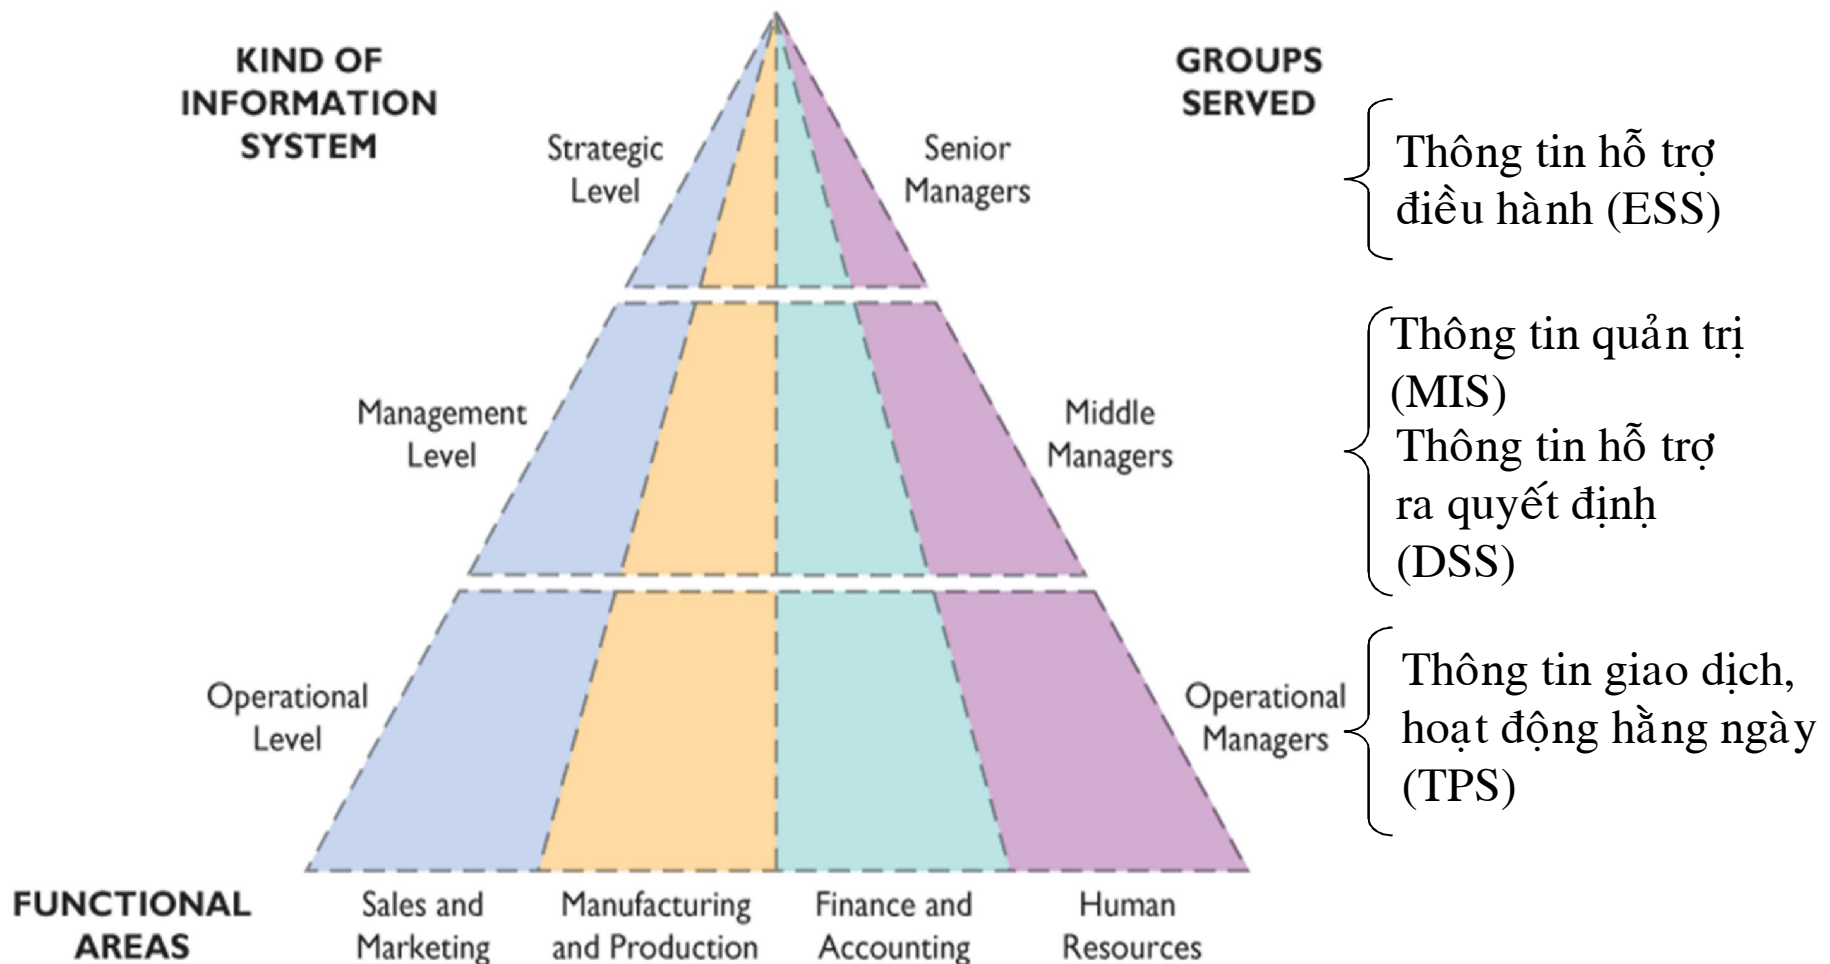 KIND OF
INFORMATION
SYSTEM
GROUPS
SERVED
Strategic
Level
Senior
Managers
Thông tin hỗ trợ
điều hành (ESS)
Management
Level
Middle
Managers
Thông tin quản trị
(MIS)
Thông tin hỗ trợ
ra quyết định
(DSS)
Operational
Level
Operational
Managers
Thông tin giao dịch,
hoạt động hằng ngày
(TPS)
FUNCTIONAL
AREAS
Sales and
Marketing
Manufacturing
and Production
Finance and
Accounting
Human
Resources